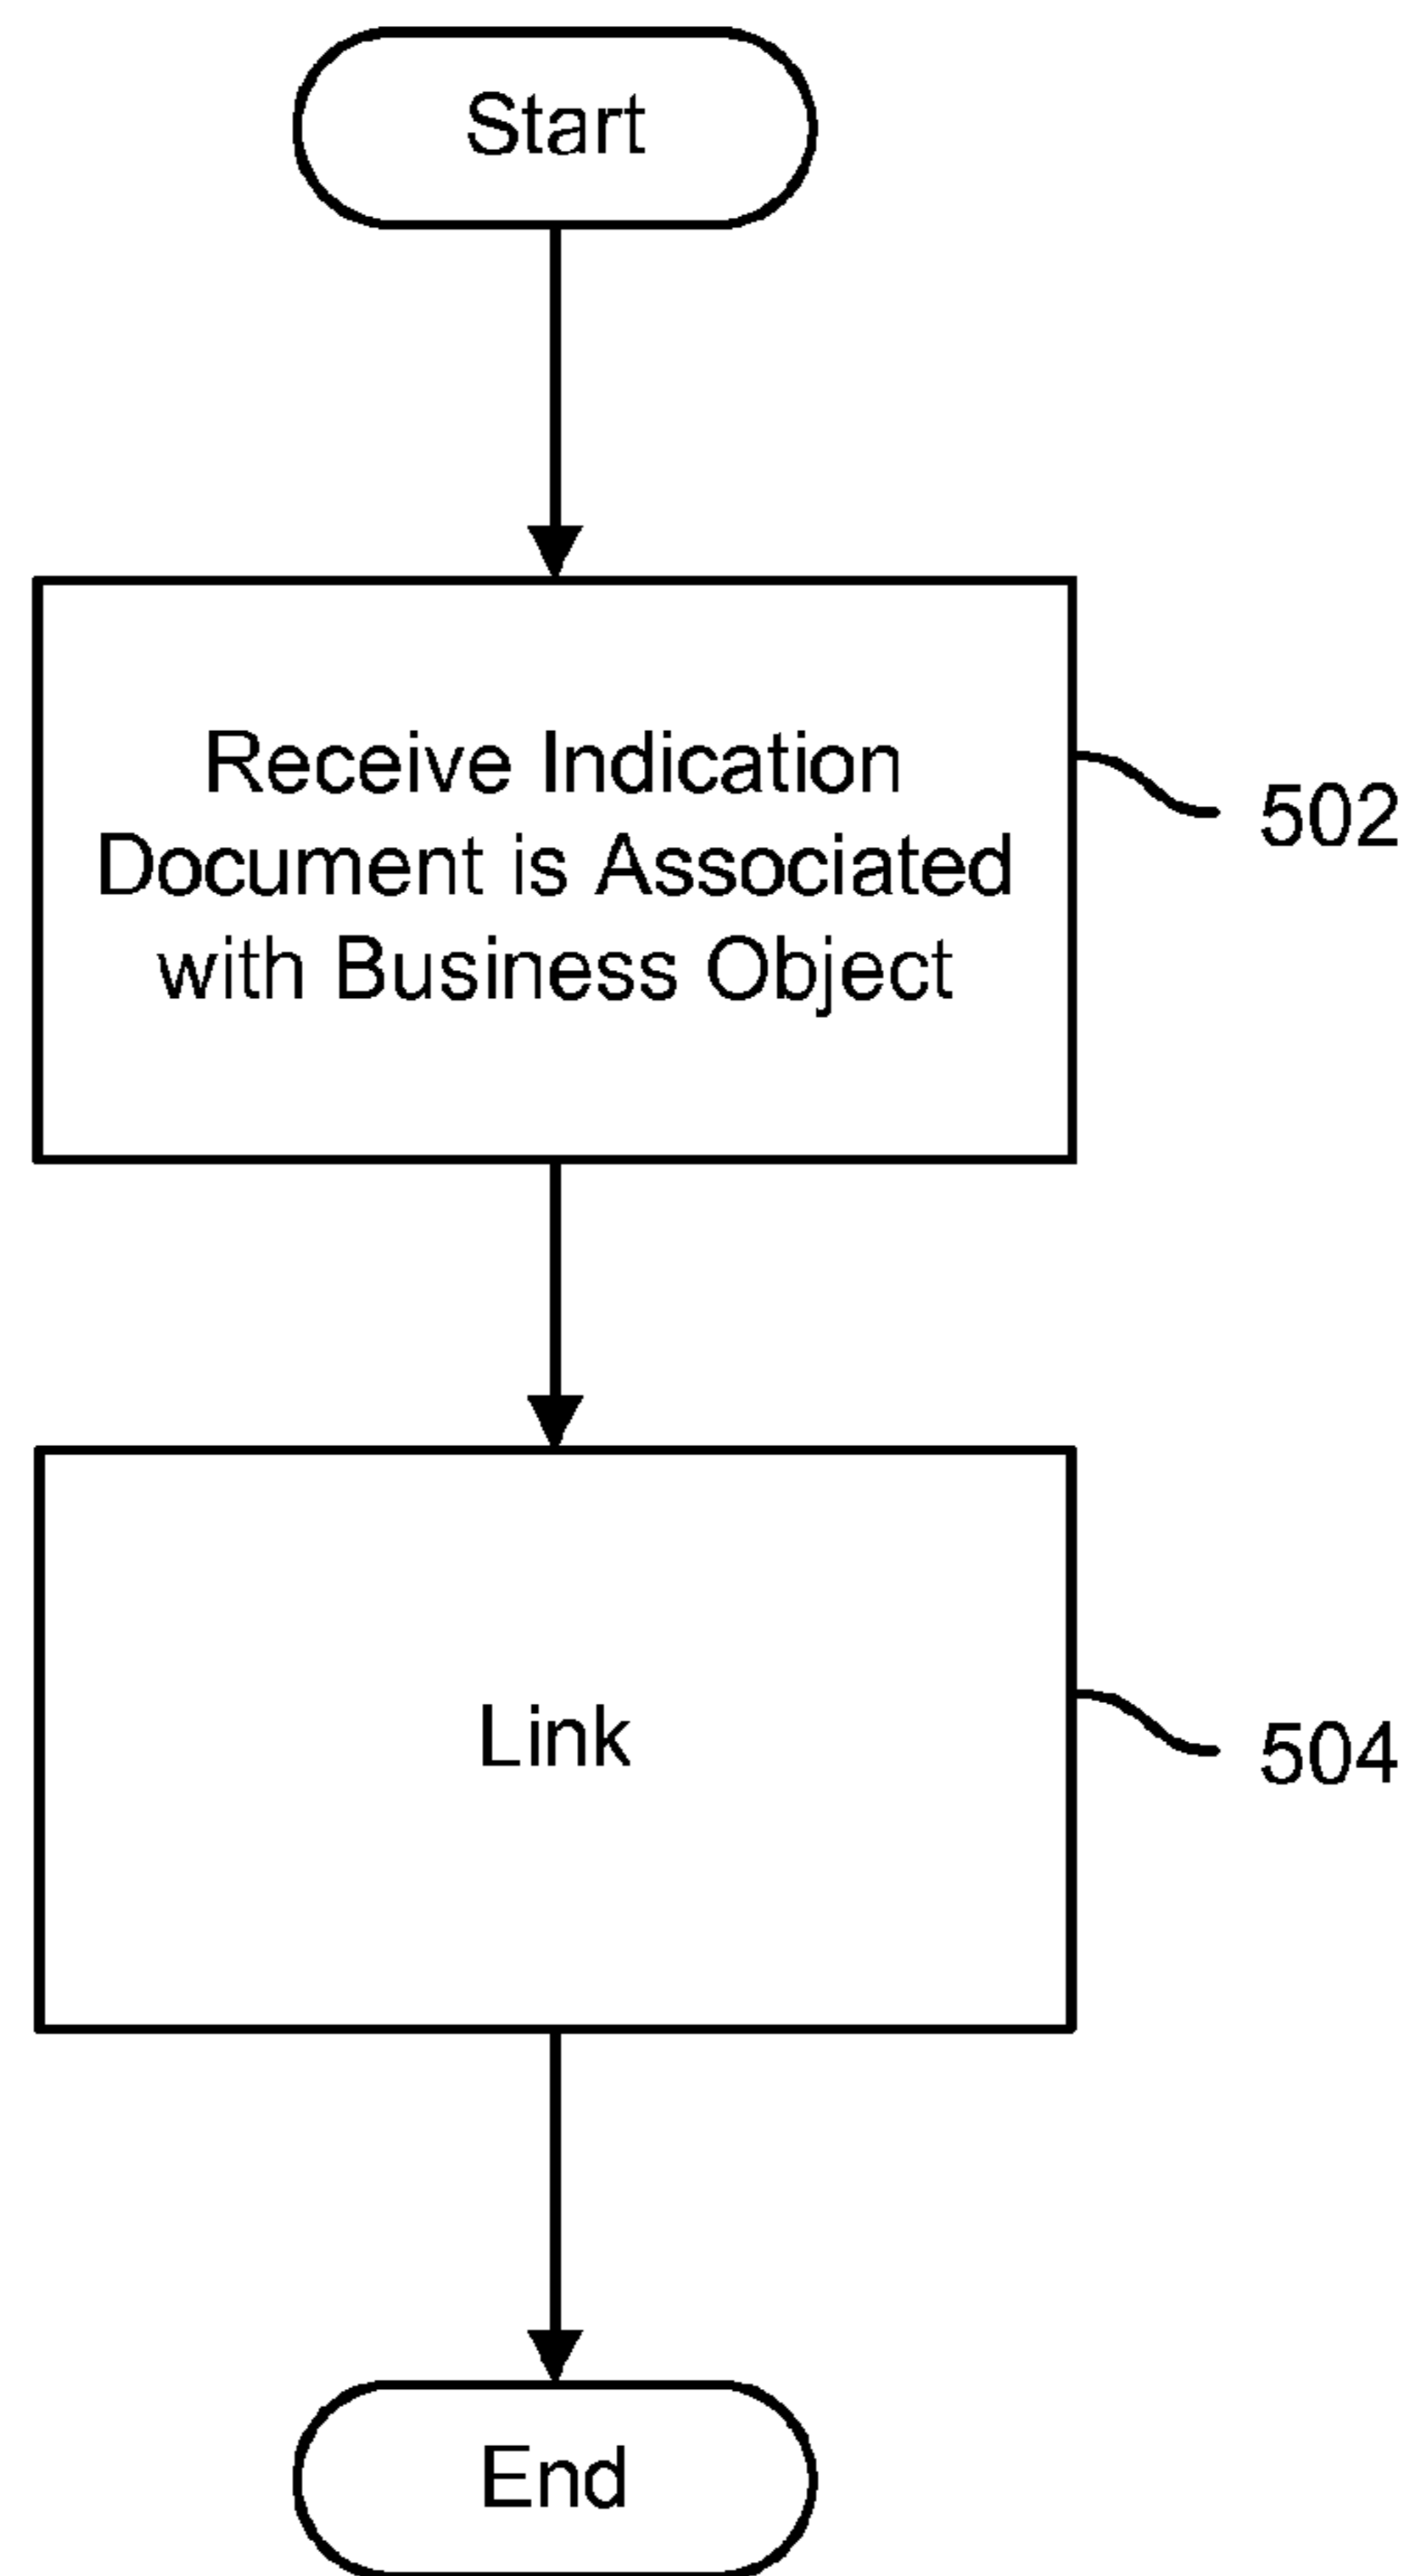 Start
Receive Indication
Document is Associated
with Business Object
502
Link
504
End